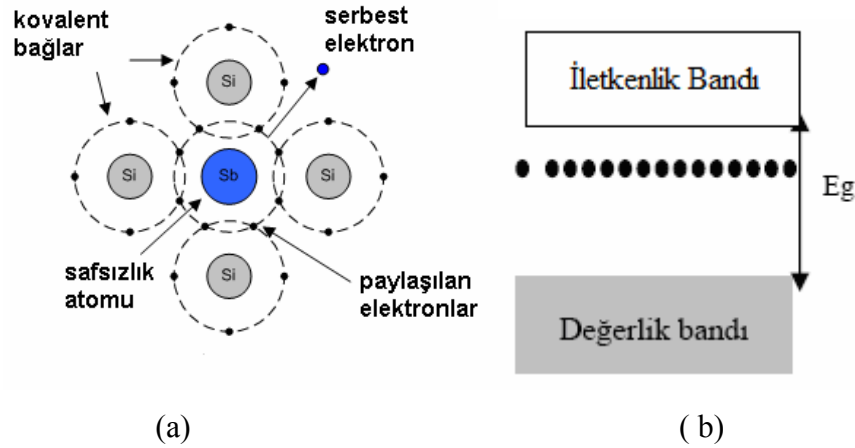 kovalent
bağlar
serbest
elektron
Si
Si
Sb
Si
Si
safsızlık
atomu
paylaşılan
elektronlar
(a)
İletkenlik Bandı
Eg
Değerlik bandı
( b)